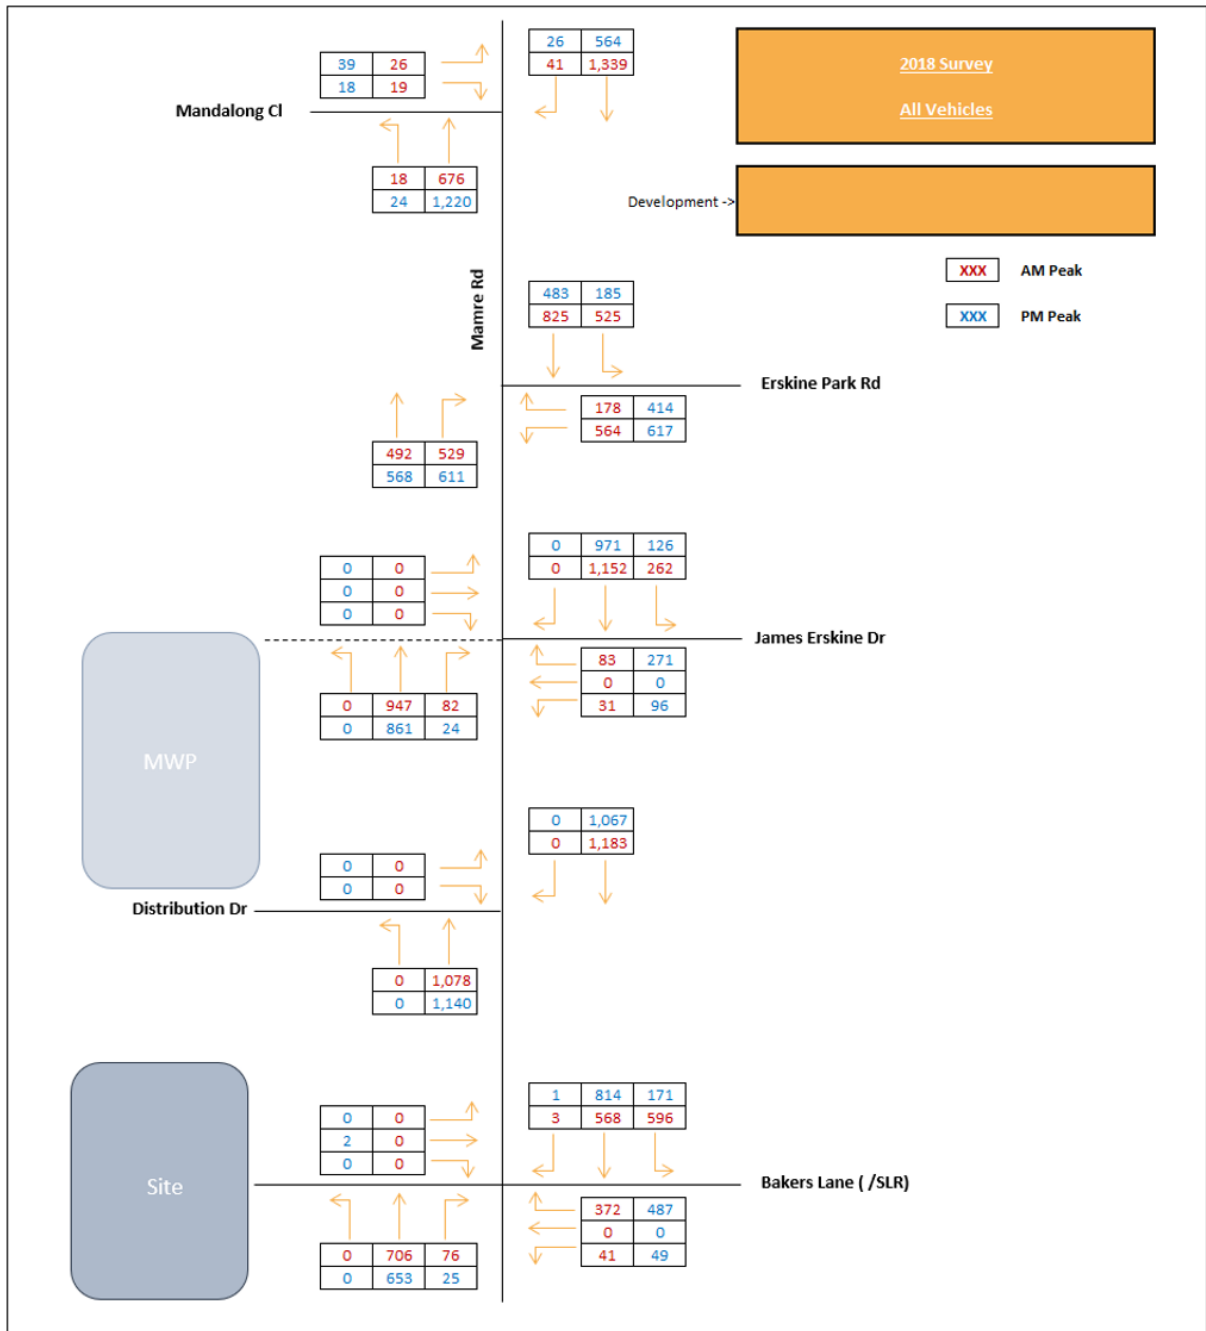 26 564
41 1,339
39 26
18 19
2018 Survey
All Vehicles
Mandalong Cl
18 676
24 1,220
Development ->
XXX AM Peak
XXX PM Peak
Mamre Rd
483 185
825 525
Erskine Park Rd
178 414
564 617
492 529
568 611
0 971 126
0 1,152 262
0 0
0 0
0 0
James Erskine Dr
83 271
0 0
31 96
0 947 82
0 861 24
MWP
0 1,067
0 1,183
0 0
0 0
Distribution Dr
0 1,078
0 1,140
1 814 171
3 568 596
0 0
2 0
0 0
Site
Bakers Lane ( /SLR)
372 487
0 0
41 49
0 706 76
0 653 25